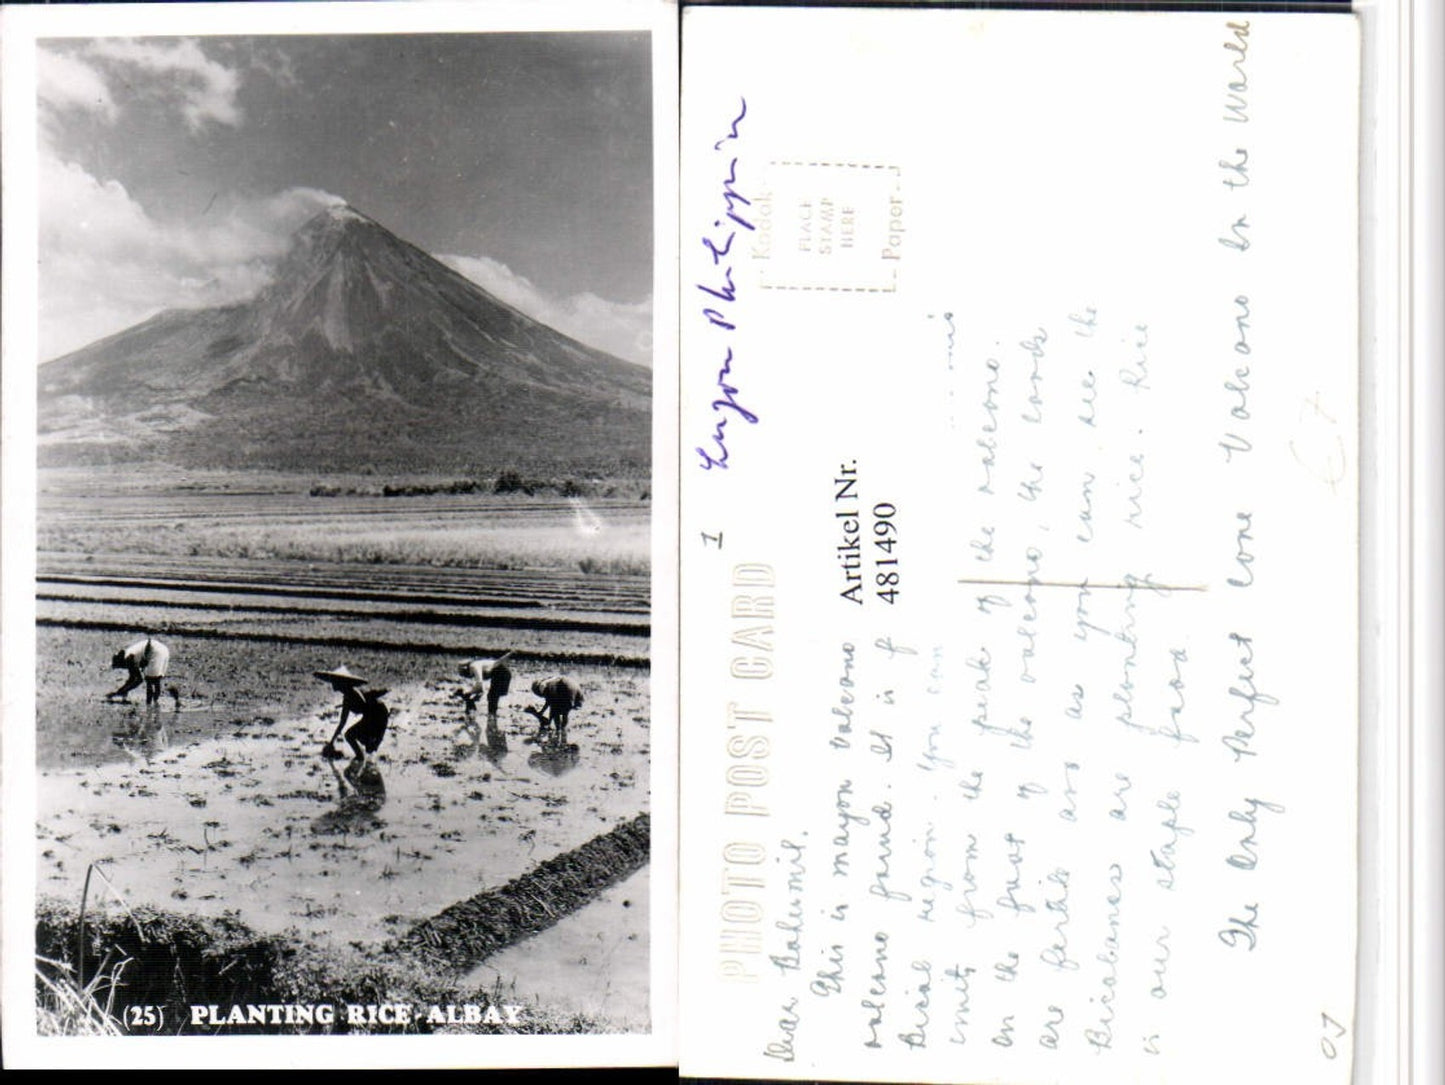 (25) PLANTING RICE - ALBAY
Luzon Philippin
1
PHOTO POST CARD
Kodak
PLACE
STAMP
HERE
Paper
Artikel Nr.
481490
Dear Bohumil,
This is mayon volcano
volcano found. It is
Bicol region. You can
from the peak of the volcano.
On the foot of the volcano, the lands
are fertile and as you can see the
Bicolanos are planting rice. Rice
is our staple food.
The Only Perfect Cone Volcano In the World